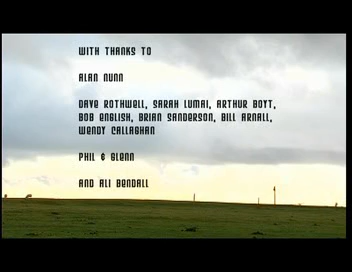 WITH THANKS TO
ALAN NUNN
DAVE ROTHWELL, SARAH LUMAI, ARTHUR BOYT,
BOB ENGLISH, BRIAN SANDERSON, BILL ARNALL,
WENDY CALLAGHAN
PHIL & GLENN
AND ALI BENDALL